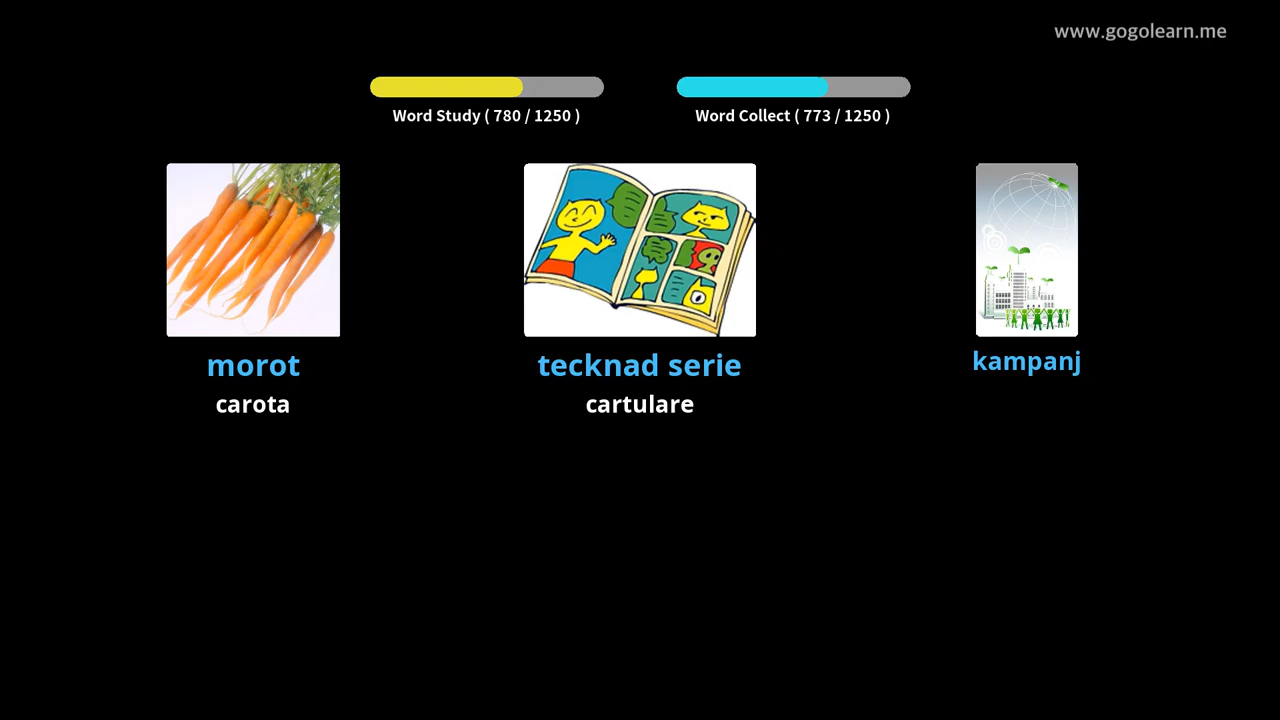 www.gogolearn.me
Word Study ( 780 / 1250 )
Word Collect ( 773 / 1250 )
morot
tecknad serie
kampanj
carota
cartulare